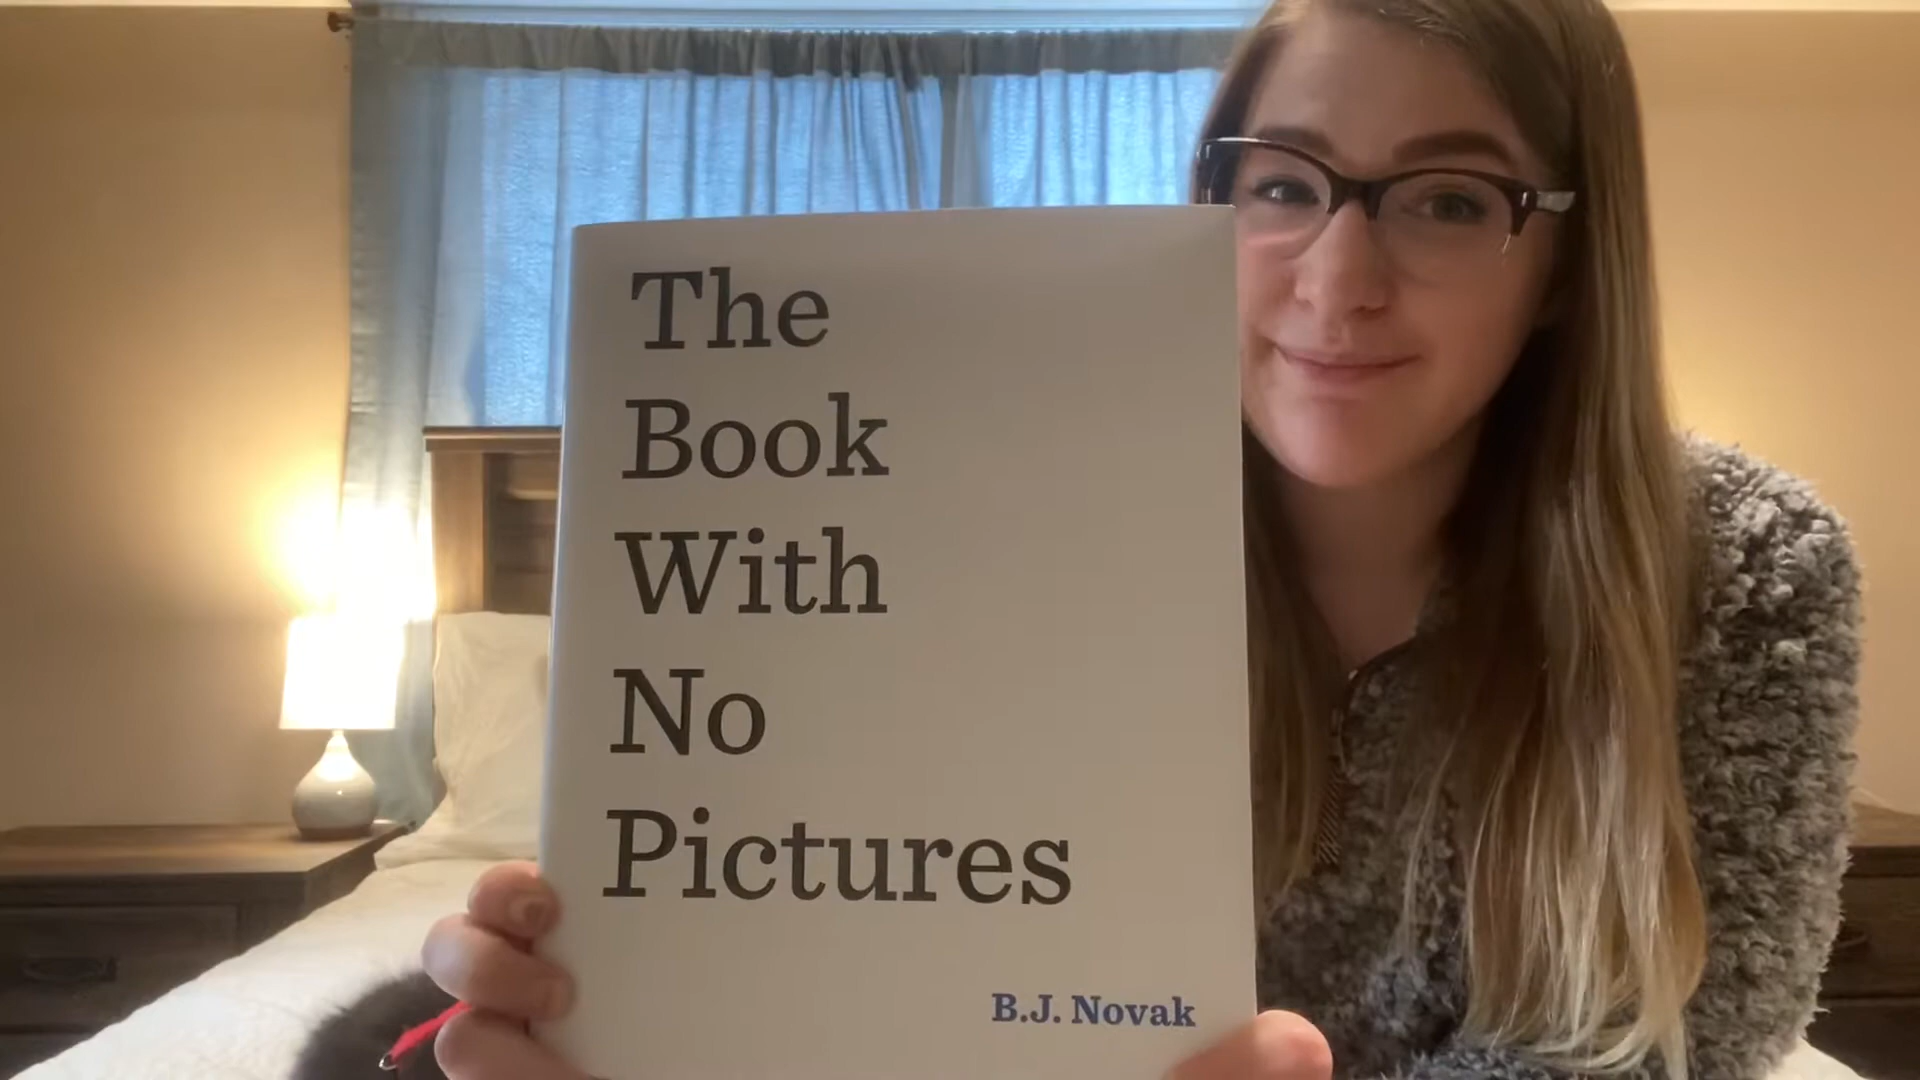 The
Book
With
No
Pictures
B.J. Novak